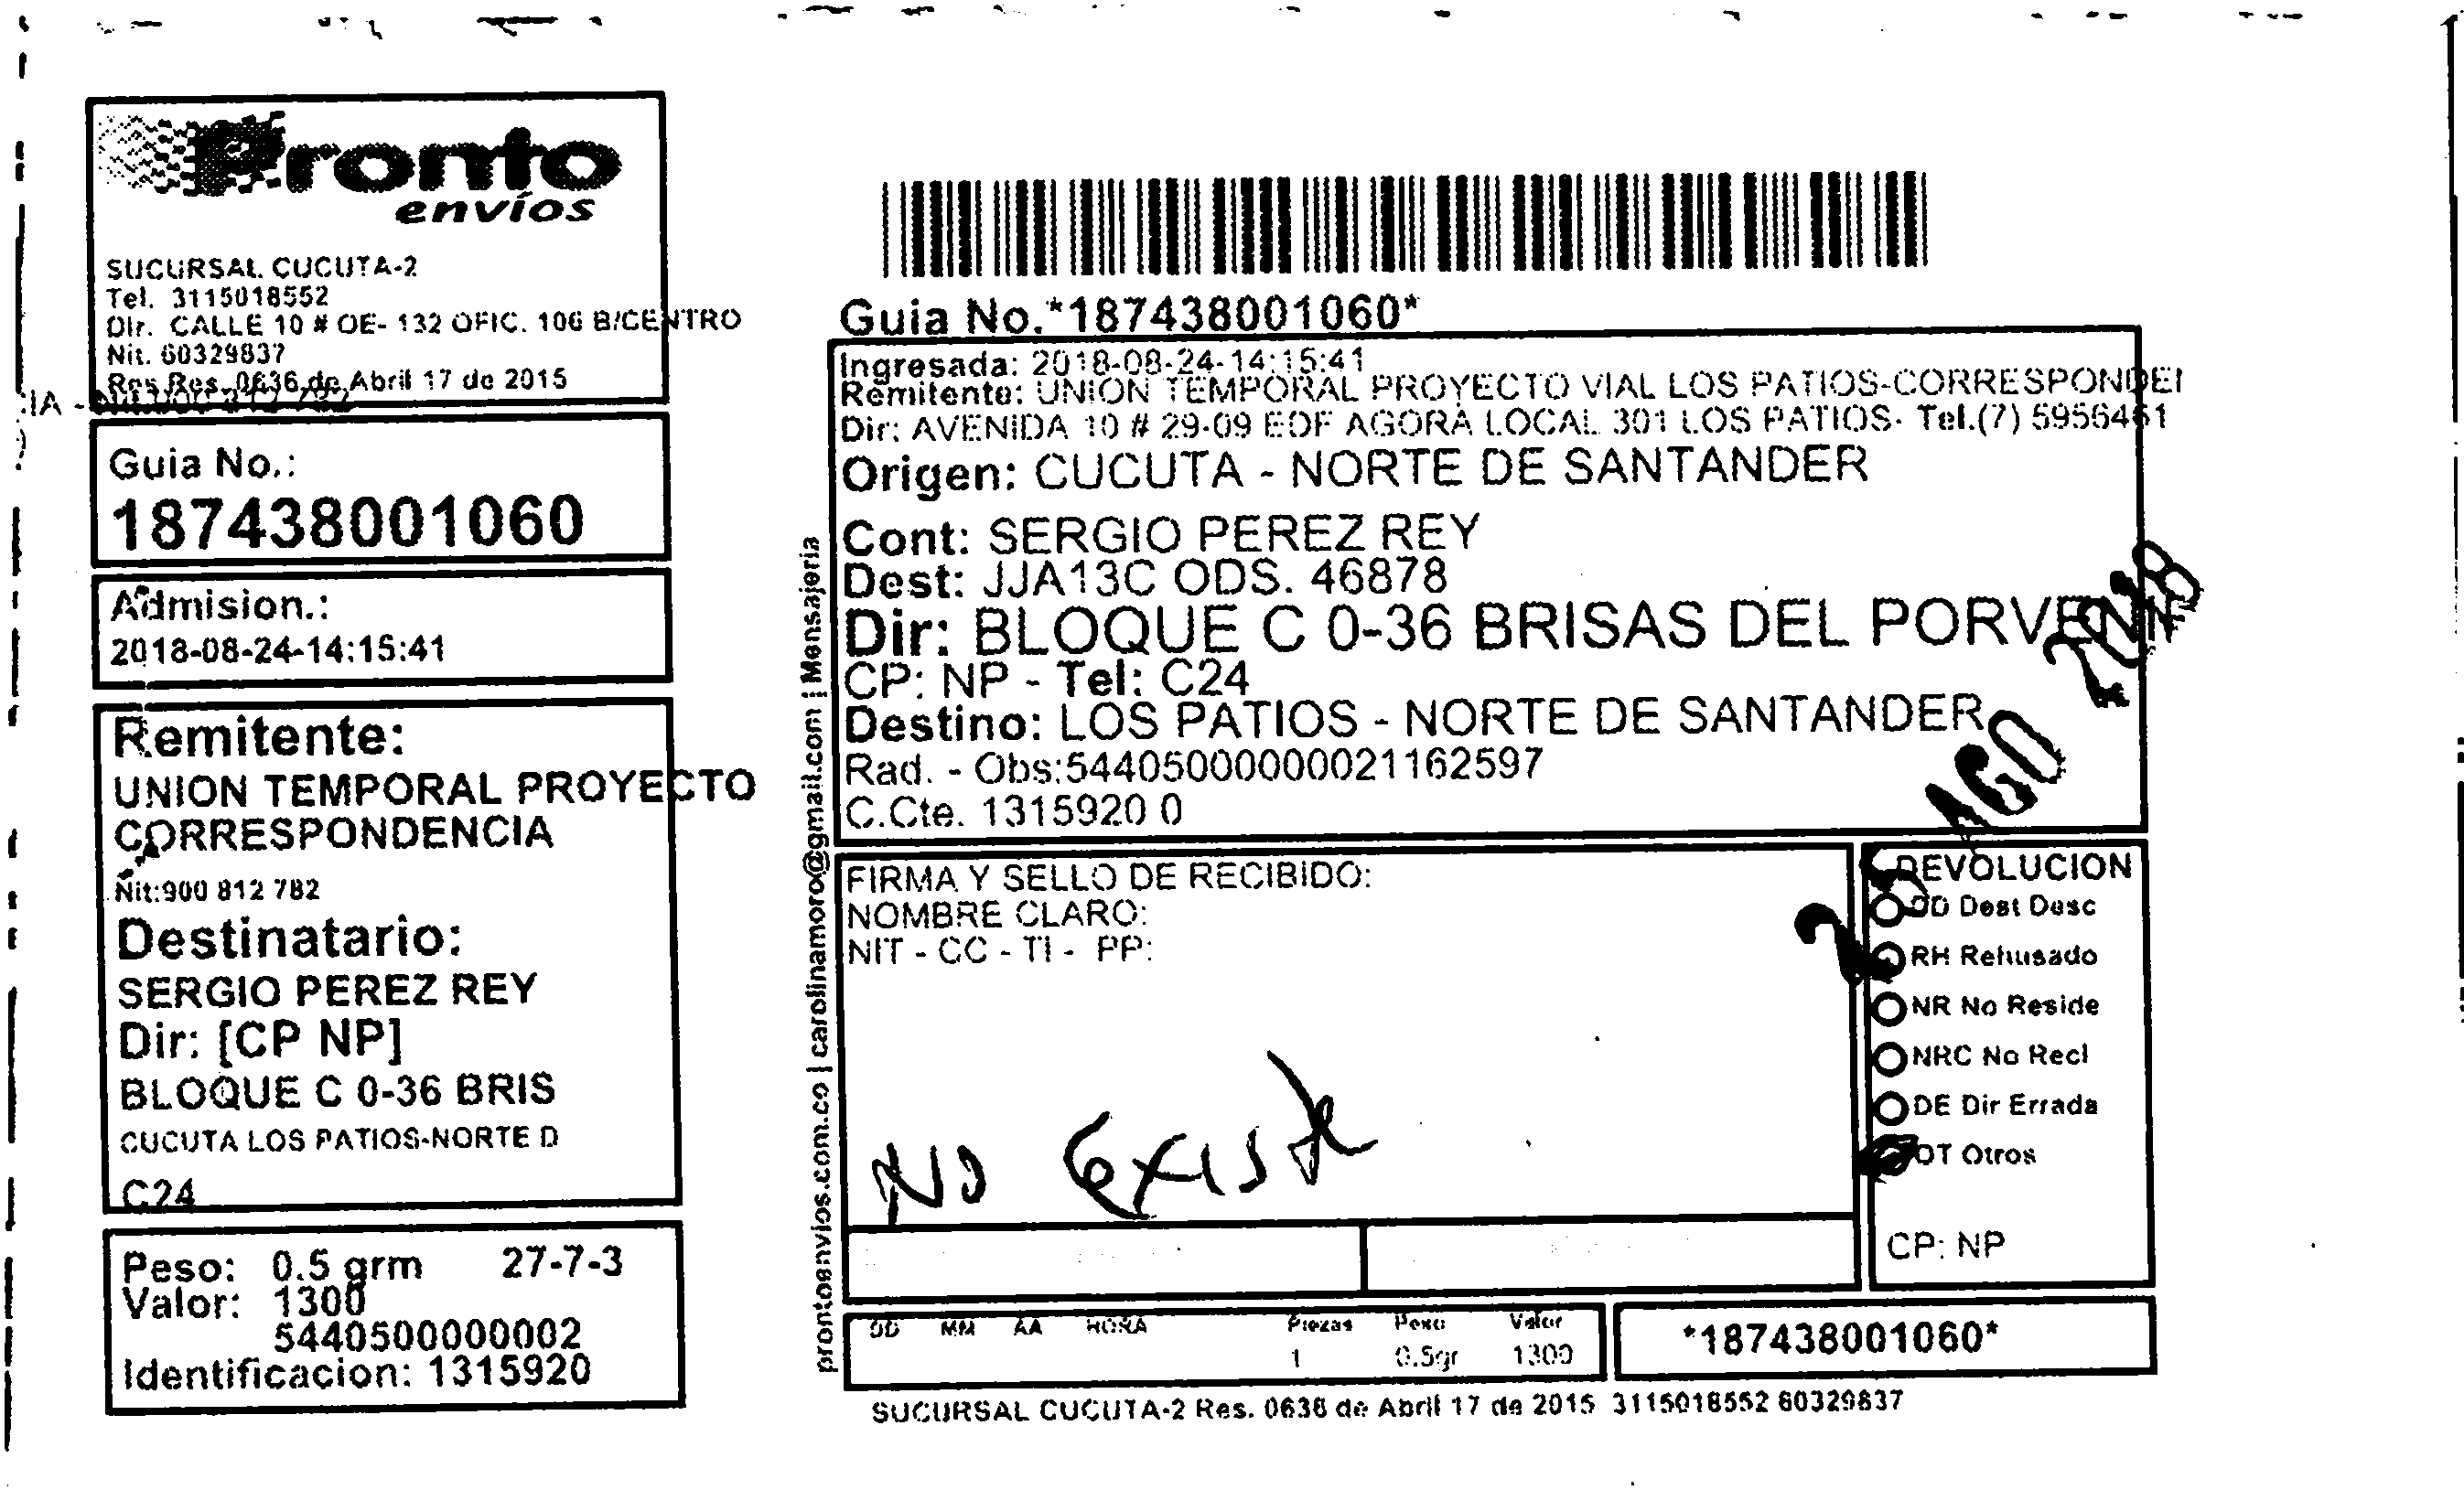 Pronto
envíos
SUCURSAL CUCUTA-2
Tel. 3115018552
Dir. CALLE 10 # OE- 132 OFIC. 106 B/CENTRO
Nit. 60329837
Res Res. 0636 de Abril 17 de 2015
Guia No.:
187438001060
Admision.:
2018-08-24-14:15:41
Remitente:
UNION TEMPORAL PROYECTO
CORRESPONDENCIA
Nit:900 812 782
Destinatario:
SERGIO PEREZ REY
Dir: [CP NP]
BLOQUE C 0-36 BRIS
CUCUTA LOS PATIOS-NORTE D
C24
Peso: 0.5 grm 27-7-3
Valor: 1300
5440500000002
Identificacion: 1315920
prontoenvios.com.co | carolinamoro@gmail.com | Mensajeria
Guia No.*187438001060*
Ingresada: 2018-08-24-14:15:41
Remitente: UNION TEMPORAL PROYECTO VIAL LOS PATIOS-CORRESPONDEI
Dir: AVENIDA 10 # 29-09 EDF AGORA LOCAL 301 LOS PATIOS- Tel.(7) 5956461
Origen: CUCUTA - NORTE DE SANTANDER
Cont: SERGIO PEREZ REY
Dest: JJA13C ODS. 46878
Dir: BLOQUE C 0-36 BRISAS DEL
CP: NP - Tel: C24
Destino: LOS PATIOS - NORTE DE SANTANDER
Rad. - Obs:544050000000021162597
C.Cte. 1315920 0
AGO 2018
FIRMA Y SELLO DE RECIBIDO:
NOMBRE CLARO:
NIT - CC - TI - PP:
No Existe
DEVOLUCION
DD Dest Desc
RH Rehusado
NR No Reside
NRC No Recl
DE Dir Errada
OT Otros
CP: NP
DD MM AA HORA Piezas Peso Valor
1 0.5gr 1300
*187438001060*
SUCURSAL CUCUTA-2 Res. 0636 de Abril 17 de 2015 3115018552 60329837